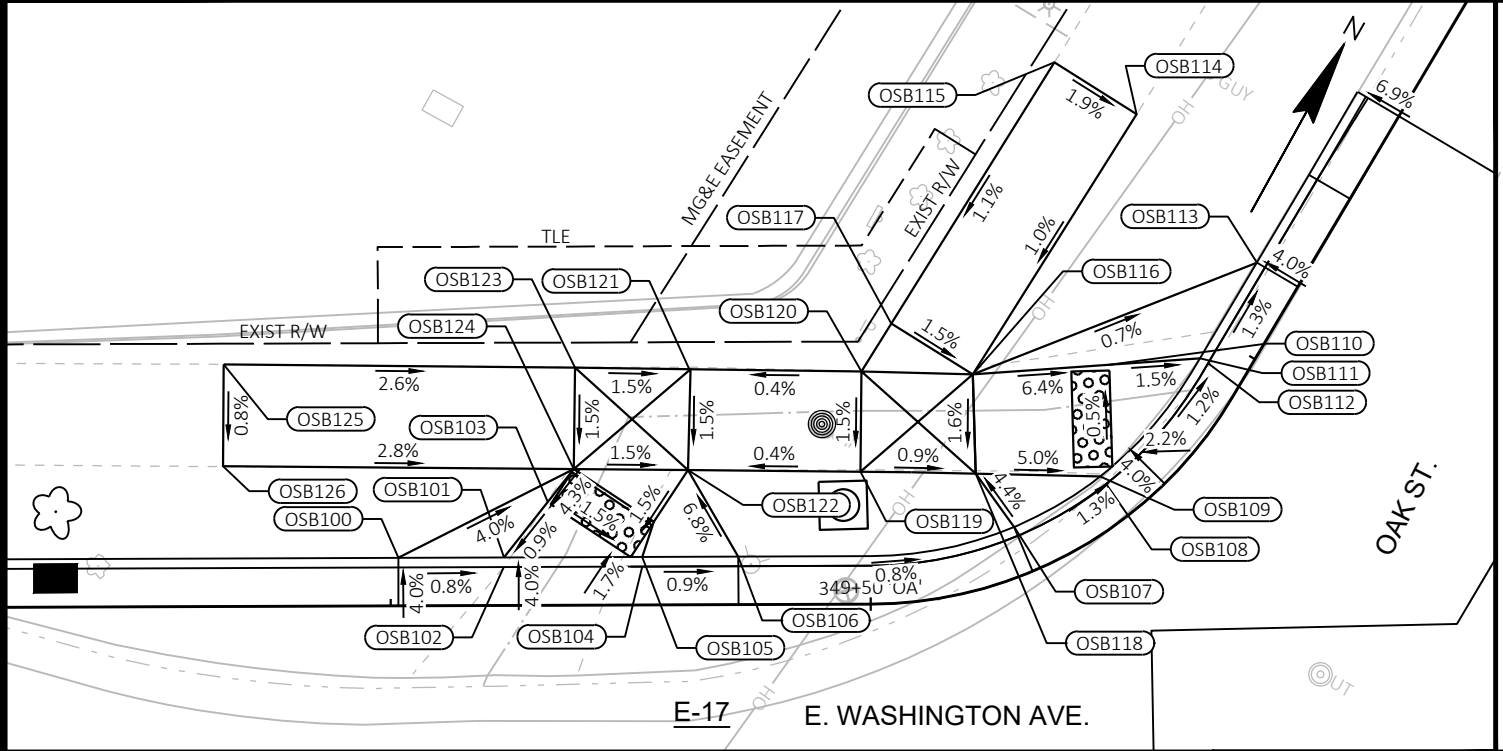 N
6.9%
OSB114
OSB115
GUY
1.9%
OH
MG&E EASEMENT
EXIST R/W
1.1%
OSB117
OSB113
1.0%
TLE
4.0%
OSB123
OSB121
OSB116
OH
1.3%
OSB120
EXIST R/W
OSB124
0.7%
1.5%
OSB110
2.6%
1.5%
0.4%
6.4%
1.5%
OSB111
OSB112
0.8%
OSB125
1.5%
1.5%
1.5%
1.6%
0.5%
1.2%
OSB103
2.2%
2.8%
1.5%
0.4%
0.9%
5.0%
4.0%
OSB126
OSB101
4.3%
4.4%
OSB100
1.5%
1.5%
OSB122
OH
OSB119
1.3%
OSB109
4.0%
0.9%
6.8%
OSB108
OAK ST.
4.0%
0.8%
4.0%
1.7%
0.9%
0.8%
349+50 'OA'
OSB107
OSB106
OSB102
OSB104
OSB105
OSB118
OH
UT
E-17
E. WASHINGTON AVE.